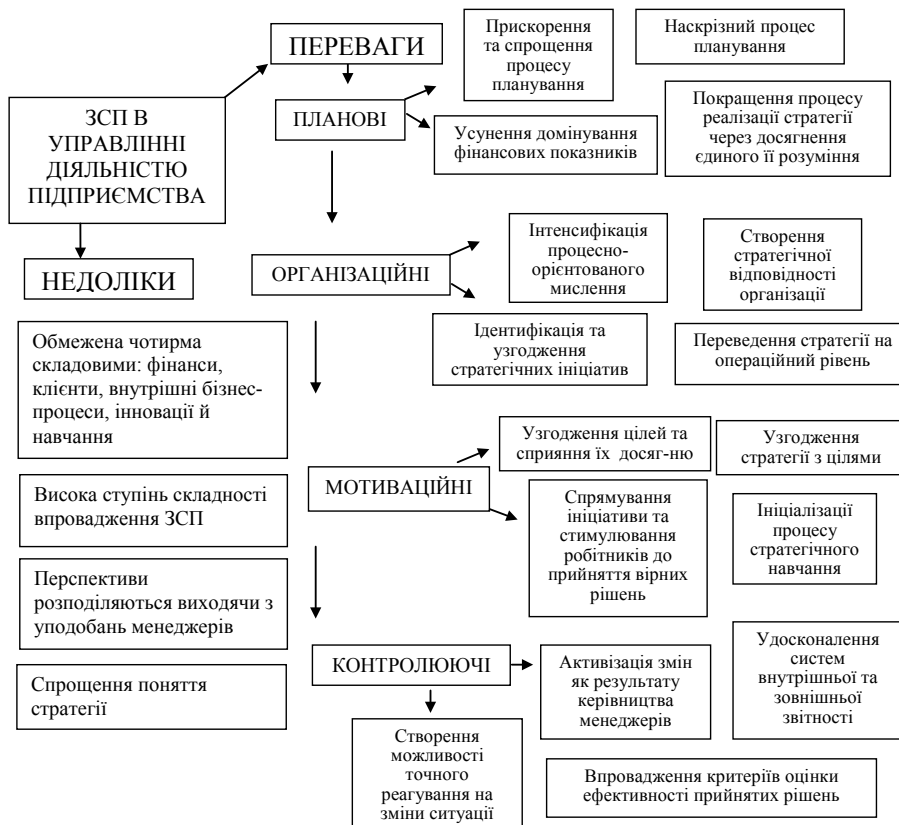 ПЕРЕВАГИ
Прискорення
та спрощення
процесу
планування
Наскрізний процес
планування
ЗСП В
УПРАВЛІННІ
ДІЯЛЬНІСТЮ
ПІДПРИЄМСТВА
ПЛАНОВІ
Усунення домінування
фінансових показників
Покращення процесу
реалізації стратегії
через досягнення
єдиного її розуміння
НЕДОЛІКИ
ОРГАНІЗАЦІЙНІ
Інтенсифікація
процесно-
орієнтованого
мислення
Створення
стратегічної
відповідності
організації
Ідентифікація та
узгодження
стратегічних ініціатив
Переведення стратегії на
операційний рівень
Обмежена чотирма
складовими: фінанси,
клієнти, внутрішні бізнес-
процеси, інновації й
навчання
Висока ступінь складності
впровадження ЗСП
Перспективи
розподіляються виходячи з
уподобань менеджерів
Спрощення поняття
стратегії
МОТИВАЦІЙНІ
Узгодження цілей та
сприяння їх досяг-ню
Узгодження
стратегії з цілями
Спрямування
ініціативи та
стимулювання
робітників до
прийняття вірних
рішень
Ініціалізації
процесу
стратегічного
навчання
КОНТРОЛЮЮЧІ
Активізація змін
як результату
керівництва
менеджерів
Удосконалення
систем
внутрішньої та
зовнішньої
звітності
Створення
можливості
точного
реагування на
зміни ситуації
Впровадження критеріїв оцінки
ефективності прийнятих рішень